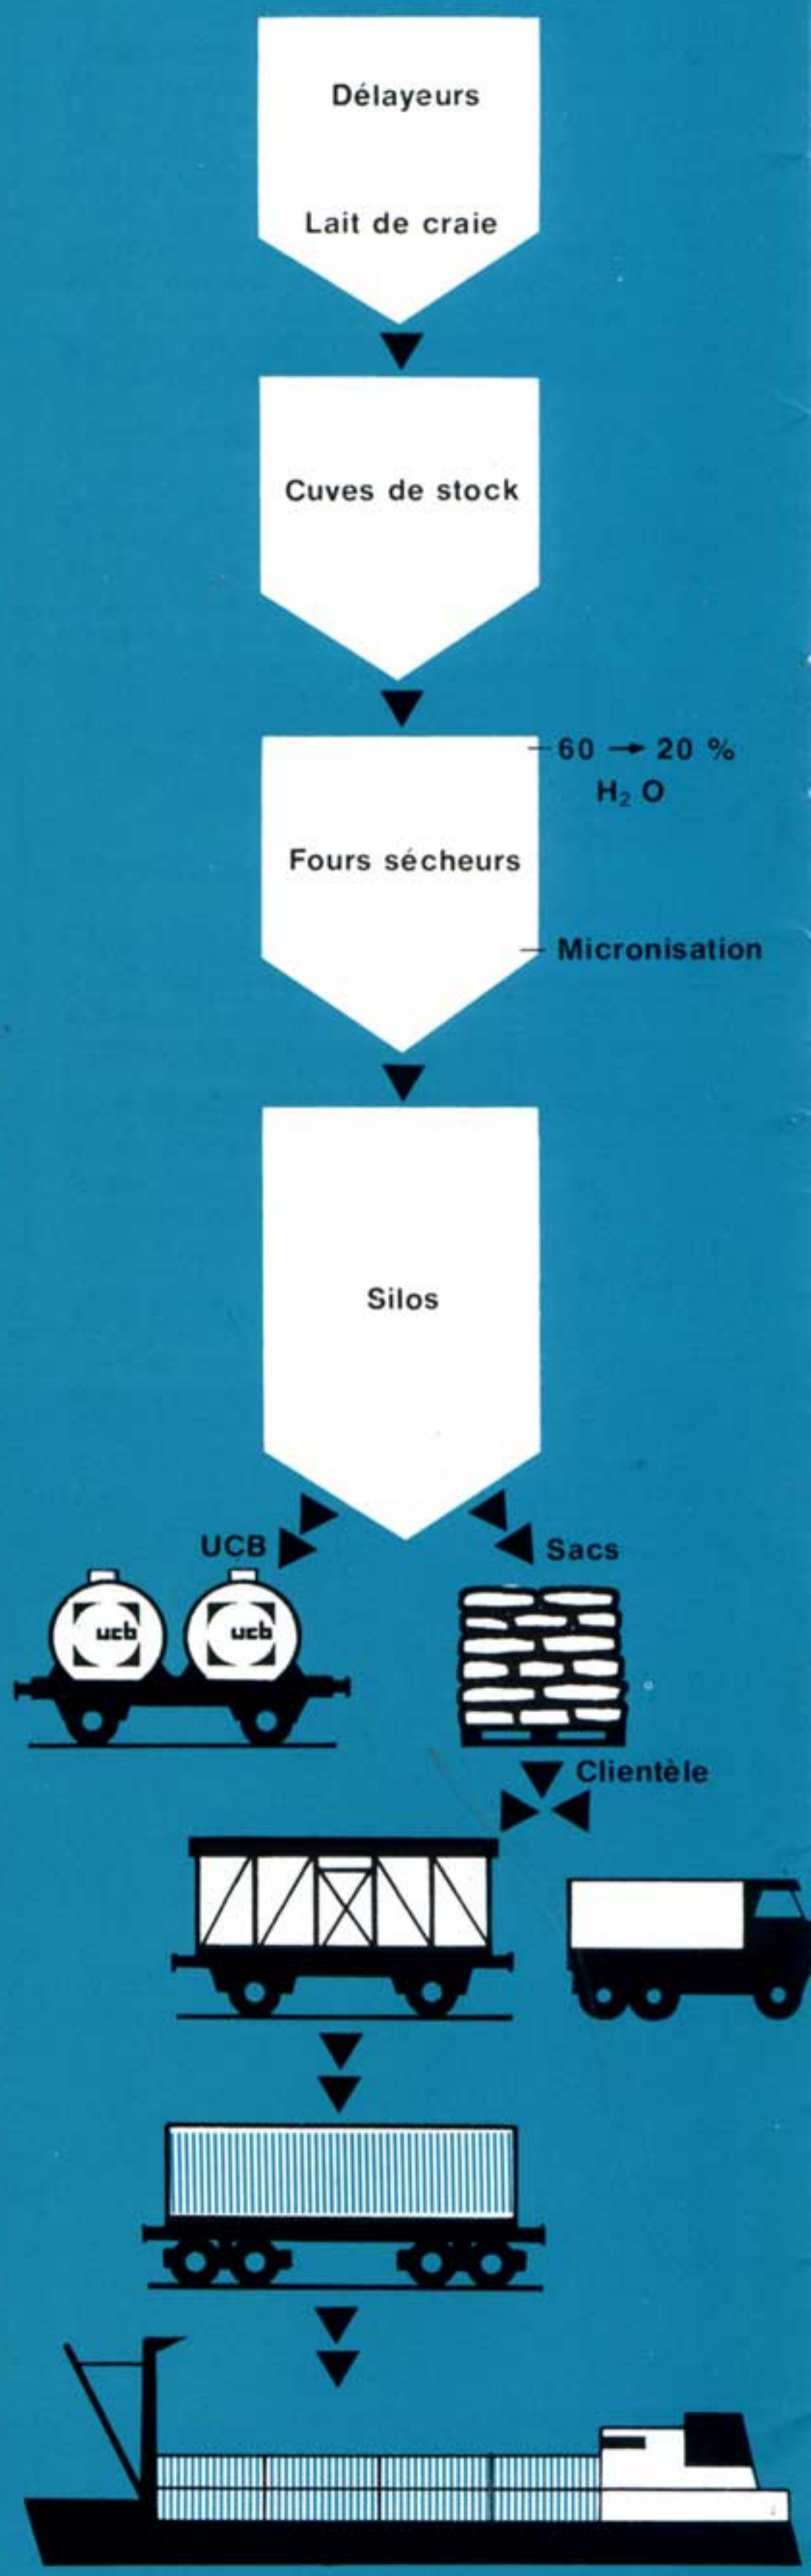 Délayeurs
Lait de craie
Cuves de stock
60 → 20 %
H₂ O
Fours sécheurs
Micronisation
Silos
UCB
Sacs
ucb
ucb
Clientèle